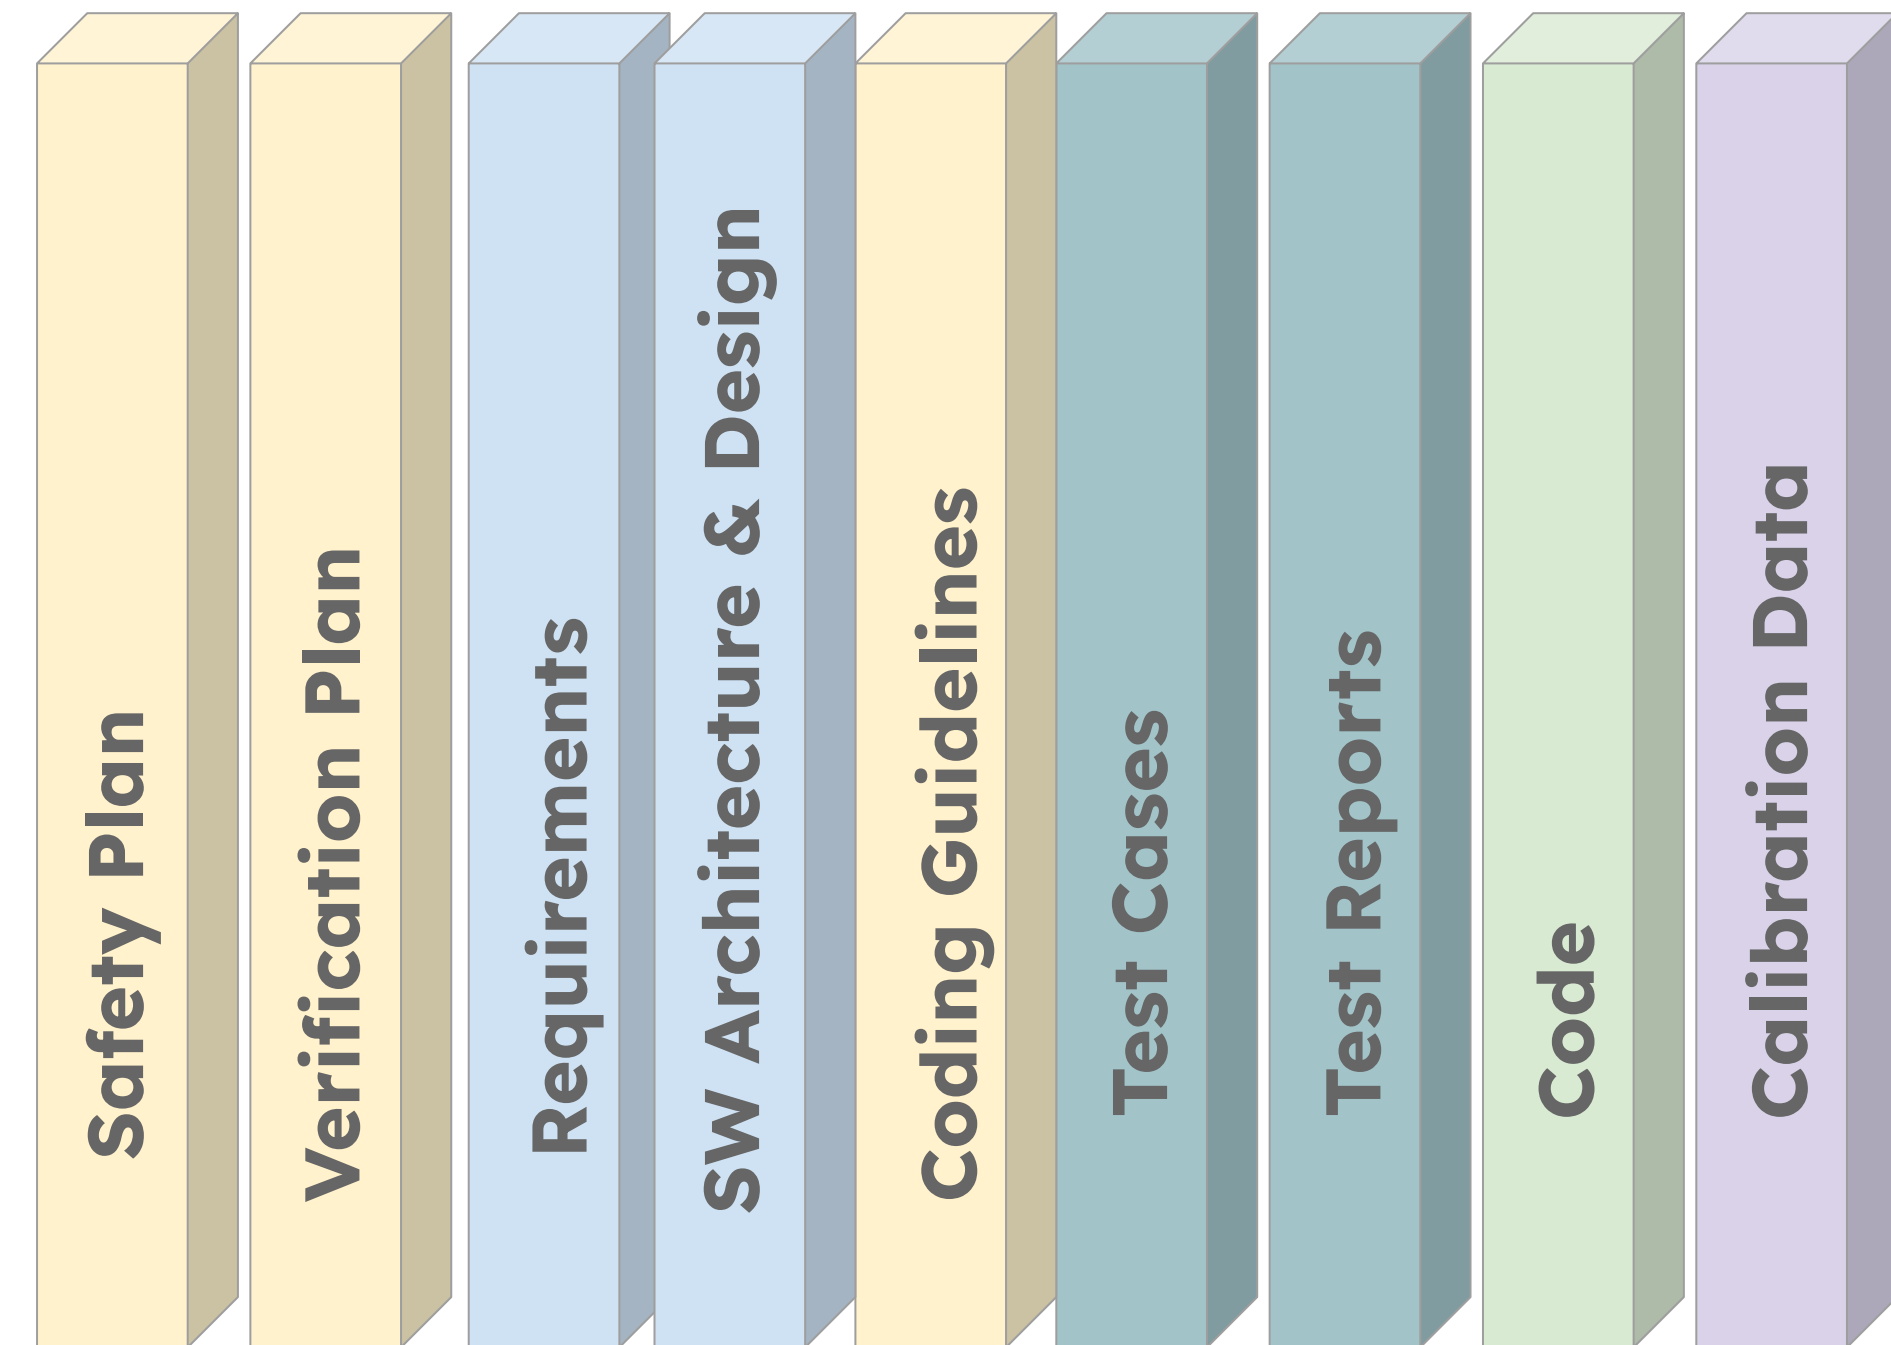 Safety Plan
Verification Plan
Requirements
SW Architecture & Design
Coding Guidelines
Test Cases
Test Reports
Code
Calibration Data